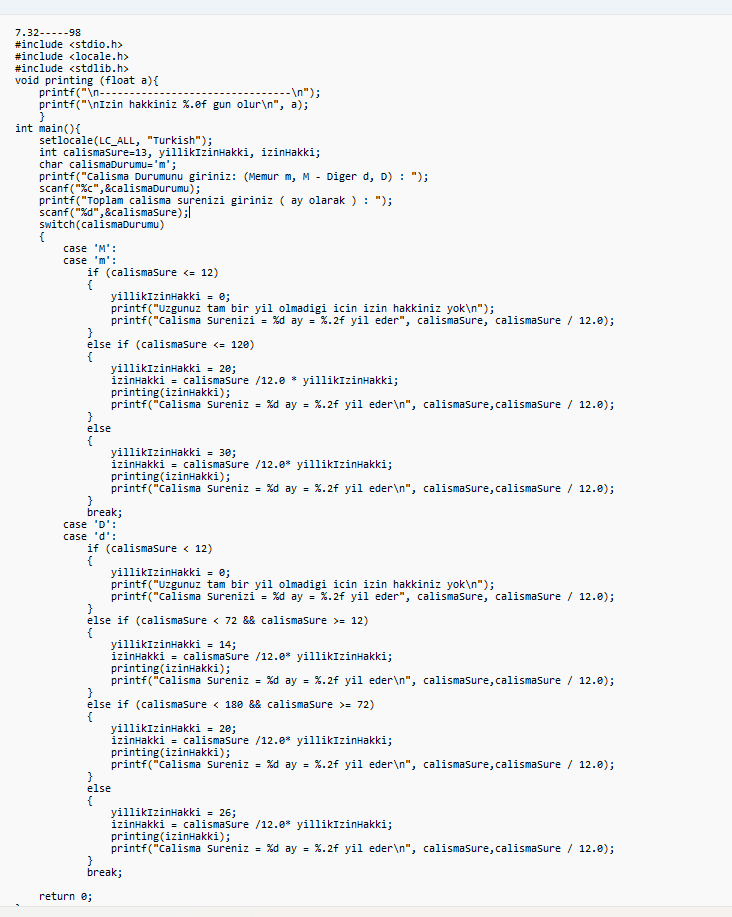 7.32-----98
#include <stdio.h>
#include <locale.h>
#include <stdlib.h>
void printing (float a){
    printf("\n--------------------------------\n");
    printf("\nIzin hakkiniz %.0f gun olur\n", a);
    }
int main(){
    setlocale(LC_ALL, "Turkish");
    int calismaSure=13, yillikIzinHakki, izinHakki;
    char calismaDurumu='m';
    printf("Calisma Durumunu giriniz: (Memur m, M - Diger d, D) : ");
    scanf("%c",&calismaDurumu);
    printf("Toplam calisma surenizi giriniz ( ay olarak ) : ");
    scanf("%d",&calismaSure);
    switch(calismaDurumu)
    {
        case 'M':
        case 'm':
            if (calismaSure <= 12)
            {
                yillikIzinHakki = 0;
                printf("Uzgunuz tam bir yil olmadigi icin izin hakkiniz yok\n");
                printf("Calisma Surenizi = %d ay = %.2f yil eder", calismaSure, calismaSure / 12.0);
            }
            else if (calismaSure <= 120)
            {
                yillikIzinHakki = 20;
                izinHakki = calismaSure /12.0 * yillikIzinHakki;
                printing(izinHakki);
                printf("Calisma Sureniz = %d ay = %.2f yil eder\n", calismaSure,calismaSure / 12.0);
            }
            else
            {
                yillikIzinHakki = 30;
                izinHakki = calismaSure /12.0* yillikIzinHakki;
                printing(izinHakki);
                printf("Calisma Sureniz = %d ay = %.2f yil eder\n", calismaSure,calismaSure / 12.0);
            }
            break;
        case 'D':
        case 'd':
            if (calismaSure < 12)
            {
                yillikIzinHakki = 0;
                printf("Uzgunuz tam bir yil olmadigi icin izin hakkiniz yok\n");
                printf("Calisma Surenizi = %d ay = %.2f yil eder", calismaSure, calismaSure / 12.0);
            }
            else if (calismaSure < 72 && calismaSure >= 12)
            {
                yillikIzinHakki = 14;
                izinHakki = calismaSure /12.0* yillikIzinHakki;
                printing(izinHakki);
                printf("Calisma Sureniz = %d ay = %.2f yil eder\n", calismaSure,calismaSure / 12.0);
            }
            else if (calismaSure < 180 && calismaSure >= 72)
            {
                yillikIzinHakki = 20;
                izinHakki = calismaSure /12.0* yillikIzinHakki;
                printing(izinHakki);
                printf("Calisma Sureniz = %d ay = %.2f yil eder\n", calismaSure,calismaSure / 12.0);
            }
            else
            {
                yillikIzinHakki = 26;
                izinHakki = calismaSure /12.0* yillikIzinHakki;
                printing(izinHakki);
                printf("Calisma Sureniz = %d ay = %.2f yil eder\n", calismaSure,calismaSure / 12.0);
            }
            break;

    return 0;